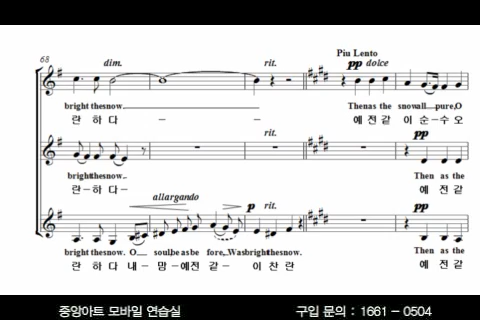 Piu Lento
68
dim.
rit.
pp dolce
bright the snow
Then as the snow all pure, O
란 하 다 - - -
예 전 같 이 순 - 수 오
rit.
pp
bright the snow
Then as the
란 - 하 다 -
예 전 같
allargando
p rit.
pp
bright the snow. O soul be as be fore, Was bright the snow.
Then as the
란 하 다 내 - 맘 - 예전 같 - 이 찬 란
예 전 같
중앙아트 모바일 연습실
구입 문의 : 1661 - 0504